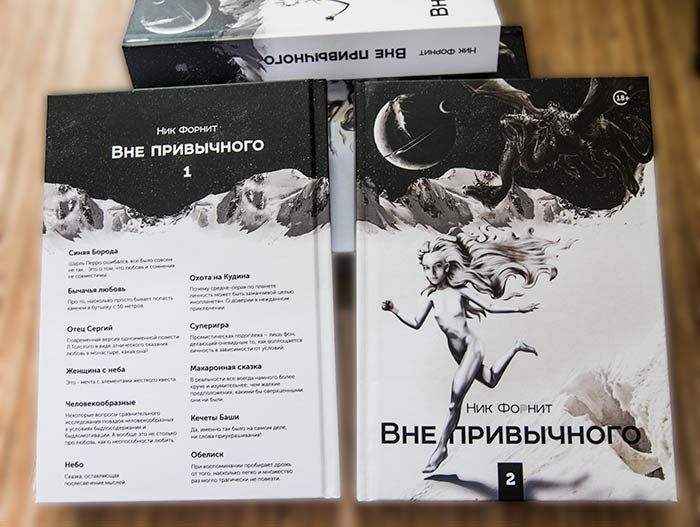 Ник Форнит
Вне привычного
Ник Форнит
Вне привычного
1
Синяя Борода
Шарль Перро ошибался, все было совсем
не так... Это о том, что любовь и сомнения
не совместимы.
Бычачья любовь
Про то, насколько просто бывает попасть
камнем в бутылку с 50 метров.
Отец Сергий
Современная версия одноименной повести
Л.Толстого в виде эпического сказания
любовь в монастыре, какая она?
Женщина с неба
Это - мечта с элементами жесткого квеста.
Человекообразные
Некоторые вопросы сравнительного
исследования повадок человекообразных
в условиях быдлосодержания и
быдломотивации. А вообще это не столько
про любовь, как о неспособности любить.
Небо
Сказка, оставляющая
послесвечение мыслей.
Охота на Кудина
Почему средне-серая по планете
личность может быть заманчивой целью
инопланетян. О доверии в нежданном
приключении.
Суперигра
Промистическая подоплека – лишь фон,
делающий очевидным то, как воплощается
личность в зависимости от условий.
Макаронная сказка
В реальности все всегда намного более
круче и изумительнее, чем жалкие
предположения, какими бы сверхценными
они ни были.
Кечеты Баши
Да, именно так было на самом деле,
ни слова приукрашивания!
Обелиск
При воспоминании пробирает дрожь
от того, насколько легко и множество
раз могло трагически не повезти.
18+
Ник Форнит
Вне привычного
2